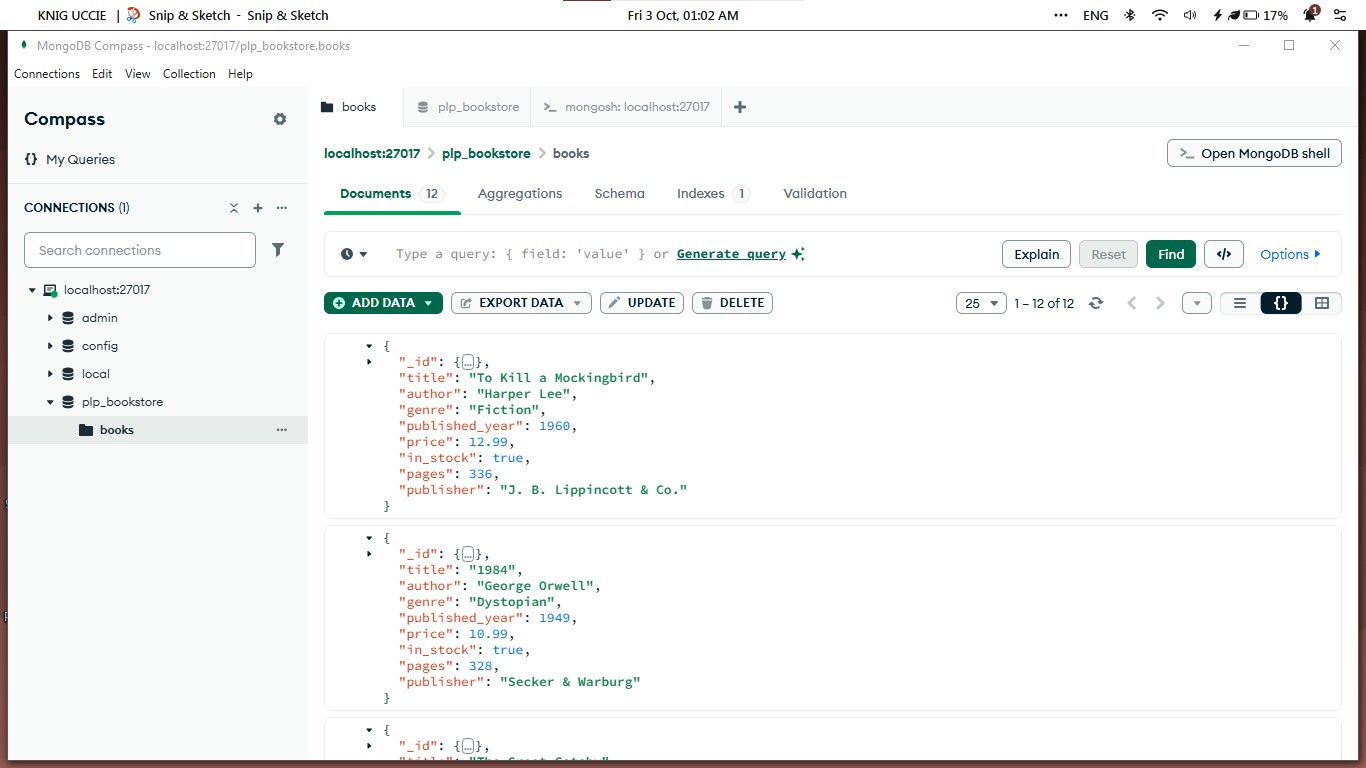 KNIG UCCIE | Snip & Sketch - Snip & Sketch Fri 3 Oct, 01:02 AM ··· ENG 17% 1
MongoDB Compass - localhost:27017/plp_bookstore.books
Connections Edit View Collection Help
Compass
{} My Queries
CONNECTIONS (1)
Search connections
localhost:27017
admin
config
local
plp_bookstore
books
books plp_bookstore >_ mongosh: localhost:27017 +
localhost:27017 > plp_bookstore > books
>_ Open MongoDB shell
Documents 12 Aggregations Schema Indexes 1 Validation
Type a query: { field: 'value' } or Generate query
Explain Reset Find </> Options
ADD DATA EXPORT DATA UPDATE DELETE 25 1 – 12 of 12 {}
{
"_id": {…},
"title": "To Kill a Mockingbird",
"author": "Harper Lee",
"genre": "Fiction",
"published_year": 1960,
"price": 12.99,
"in_stock": true,
"pages": 336,
"publisher": "J. B. Lippincott & Co."
}
{
"_id": {…},
"title": "1984",
"author": "George Orwell",
"genre": "Dystopian",
"published_year": 1949,
"price": 10.99,
"in_stock": true,
"pages": 328,
"publisher": "Secker & Warburg"
}
{
"_id": {…},
"title": "The Great Gatsby"